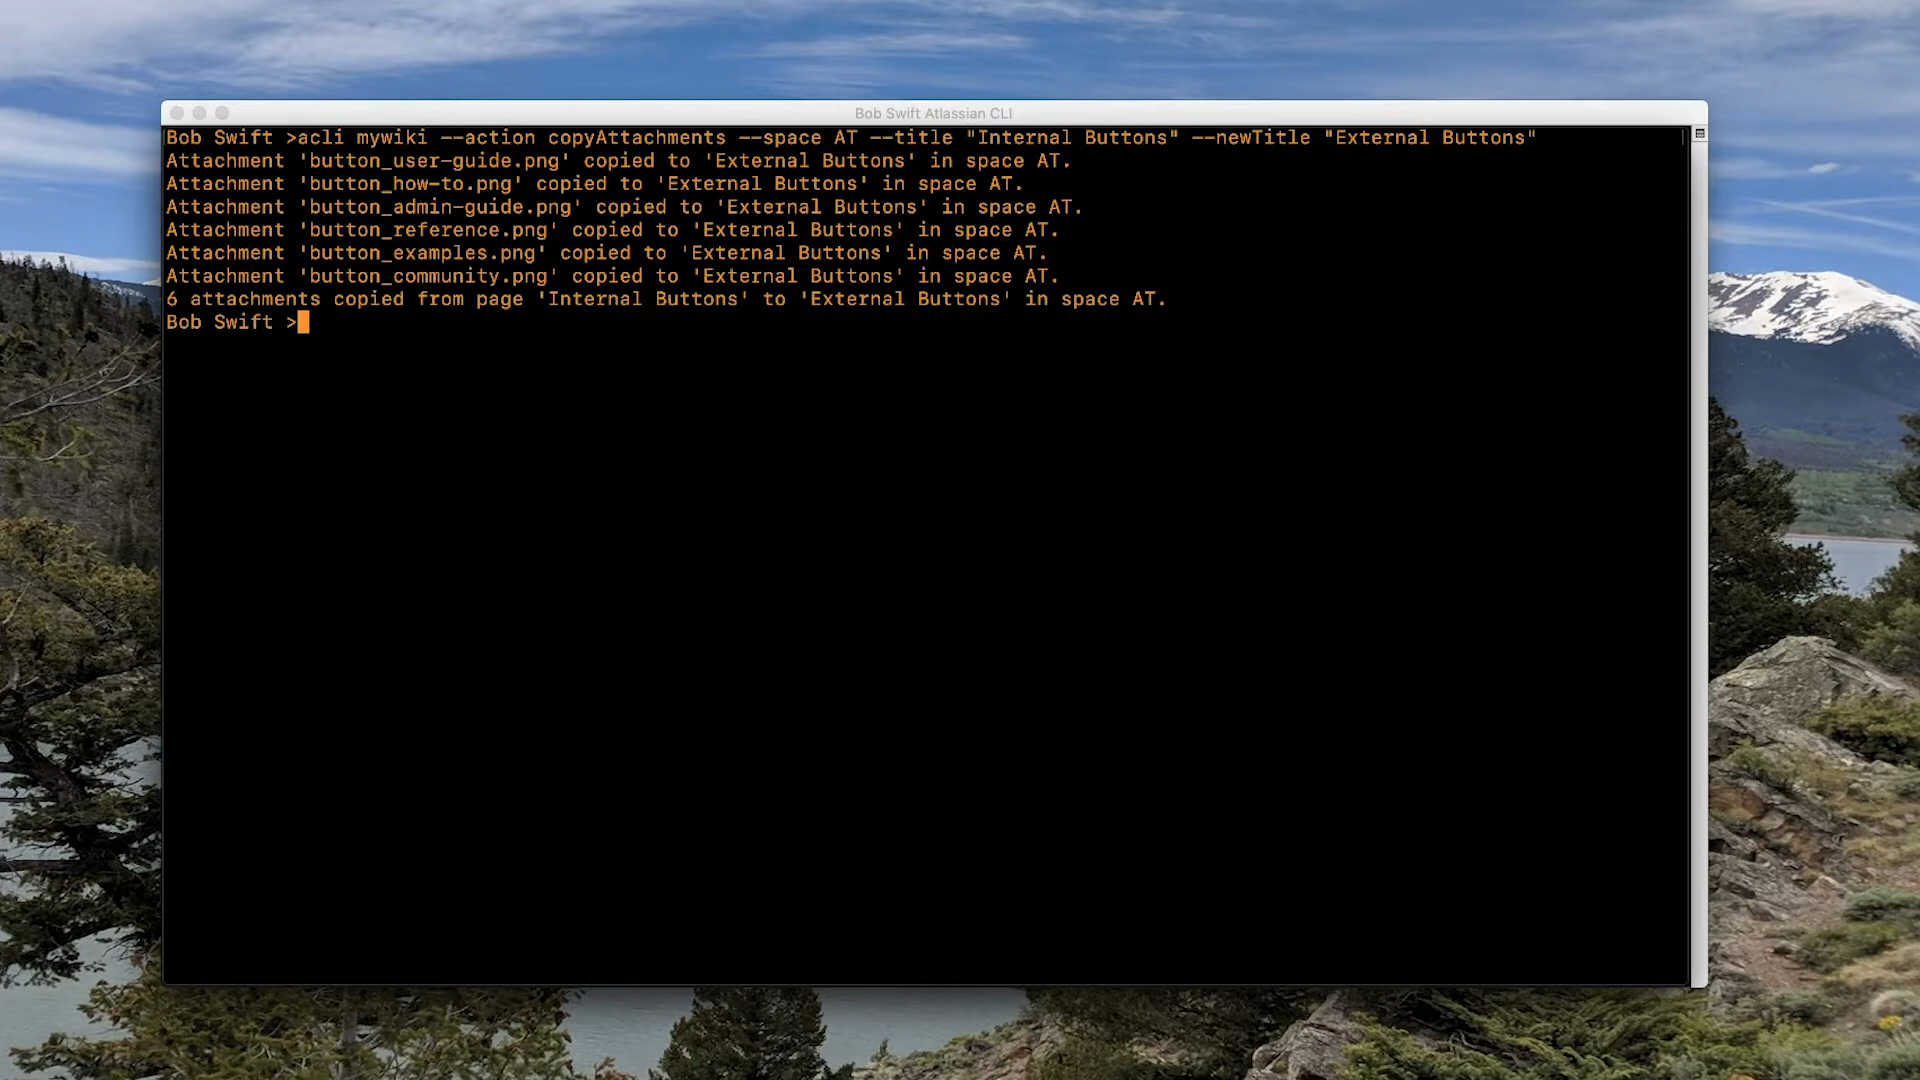 Bob Swift Atlassian CLI
Bob Swift >acli mywiki --action copyAttachments --space AT --title "Internal Buttons" --newTitle "External Buttons"
Attachment 'button_user-guide.png' copied to 'External Buttons' in space AT.
Attachment 'button_how-to.png' copied to 'External Buttons' in space AT.
Attachment 'button_admin-guide.png' copied to 'External Buttons' in space AT.
Attachment 'button_reference.png' copied to 'External Buttons' in space AT.
Attachment 'button_examples.png' copied to 'External Buttons' in space AT.
Attachment 'button_community.png' copied to 'External Buttons' in space AT.
6 attachments copied from page 'Internal Buttons' to 'External Buttons' in space AT.
Bob Swift >